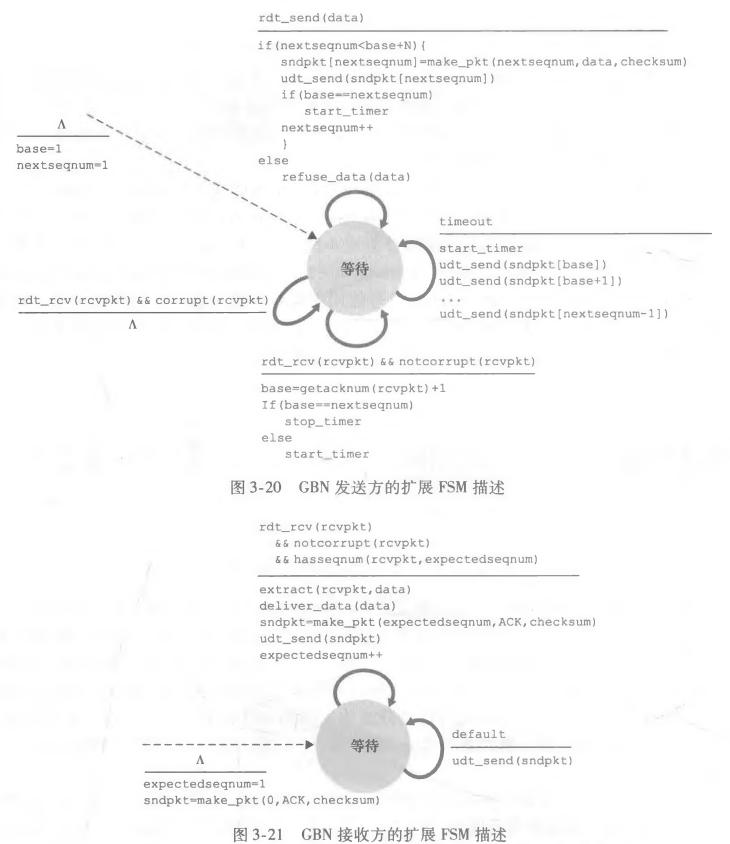 rdt_send(data)
if(nextseqnum<base+N){
sndpkt[nextseqnum]=make_pkt(nextseqnum,data,checksum)
udt_send(sndpkt[nextseqnum])
if(base==nextseqnum)
start_timer
nextseqnum++
}
else
refuse_data(data)
Λ
base=1
nextseqnum=1
等待
timeout
start_timer
udt_send(sndpkt[base])
udt_send(sndpkt[base+1])
...
udt_send(sndpkt[nextseqnum-1])
rdt_rcv(rcvpkt) && corrupt(rcvpkt)
Λ
rdt_rcv(rcvpkt) && notcorrupt(rcvpkt)
base=getacknum(rcvpkt)+1
If(base==nextseqnum)
stop_timer
else
start_timer
图 3-20 GBN 发送方的扩展 FSM 描述
rdt_rcv(rcvpkt)
&& notcorrupt(rcvpkt)
&& hasseqnum(rcvpkt,expectedseqnum)
extract(rcvpkt,data)
deliver_data(data)
sndpkt=make_pkt(expectedseqnum,ACK,checksum)
udt_send(sndpkt)
expectedseqnum++
等待
default
udt_send(sndpkt)
Λ
expectedseqnum=1
sndpkt=make_pkt(0,ACK,checksum)
图 3-21 GBN 接收方的扩展 FSM 描述